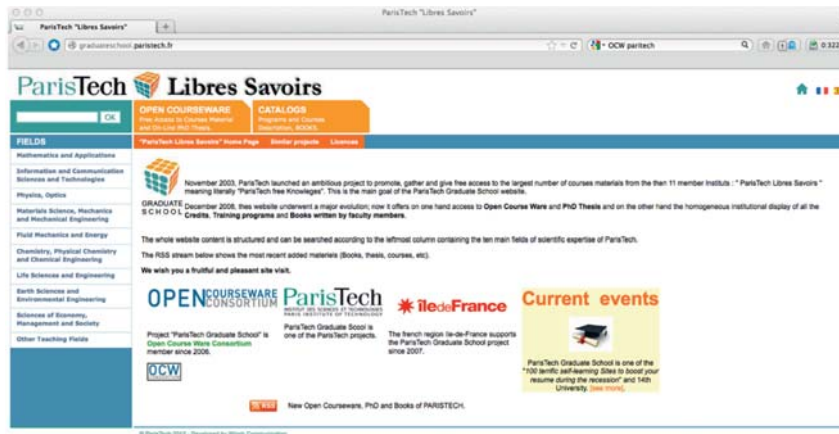 ParisTech "Libres Savoirs"
ParisTech "Libres Savoirs"
graduateschool.paristech.fr
OCW paritech
ParisTech Libres Savoirs
OK
OPEN COURSEWARE
Free Access to Courses Material
and On-Line PhD Thesis.
CATALOGS
Programs and Courses
Description, BOOKS.
FIELDS
"ParisTech Libres Savoirs" Home Page Similar projects Licences
Mathematics and Applications
Information and Communication
Sciences and Technologies
Physics, Optics
Materials Science, Mechanics
and Mechanical Engineering
Fluid Mechanics and Energy
Chemistry, Physical Chemistry
and Chemical Engineering
Life Sciences and Engineering
Earth Sciences and
Environmental Engineering
Sciences of Economy,
Management and Society
Other Teaching Fields
GRADUATE
SCHOOL
November 2003, ParisTech launched an ambitious project to promote, gather and give free access to the largest number of courses materials from the then 11 member Instituts : " ParisTech Libres Savoirs "
meaning literally "ParisTech free Knowleges". This is the main goal of the ParisTech Graduate School website.
December 2008, thes website underwent a major evolution; now it offers on one hand access to Open Course Ware and PhD Thesis and on the other hand the homogeneous institutional display of all the
Credits, Training programs and Books written by faculty members.
The whole website content is structured and can be searched according to the leftmost column containing the ten main fields of scientific expertise of ParisTech.
The RSS stream below shows the most recent added materiels (Books, thesis, courses, etc).
We wish you a fruitful and pleasant site visit.
OPENCOURSEWARE
CONSORTIUM
Project "ParisTech Graduate School" is
Open Course Ware Consortium
member since 2006.
OCW
ParisTech
INSTITUT DES SCIENCES ET TECHNOLOGIES
PARIS INSTITUTE OF TECHNOLOGY
ParisTech Graduate Scool is
one of the ParisTech projects.
îledeFrance
The french region Ile-de-France supports
the ParisTech Graduate School project
since 2007.
Current events
ParisTech Graduate School is one of the
"100 terrific self-learning Sites to boost your
resume during the recession" and 14th
University. [see more].
RSS New Open Courseware, PhD and Books of PARISTECH.